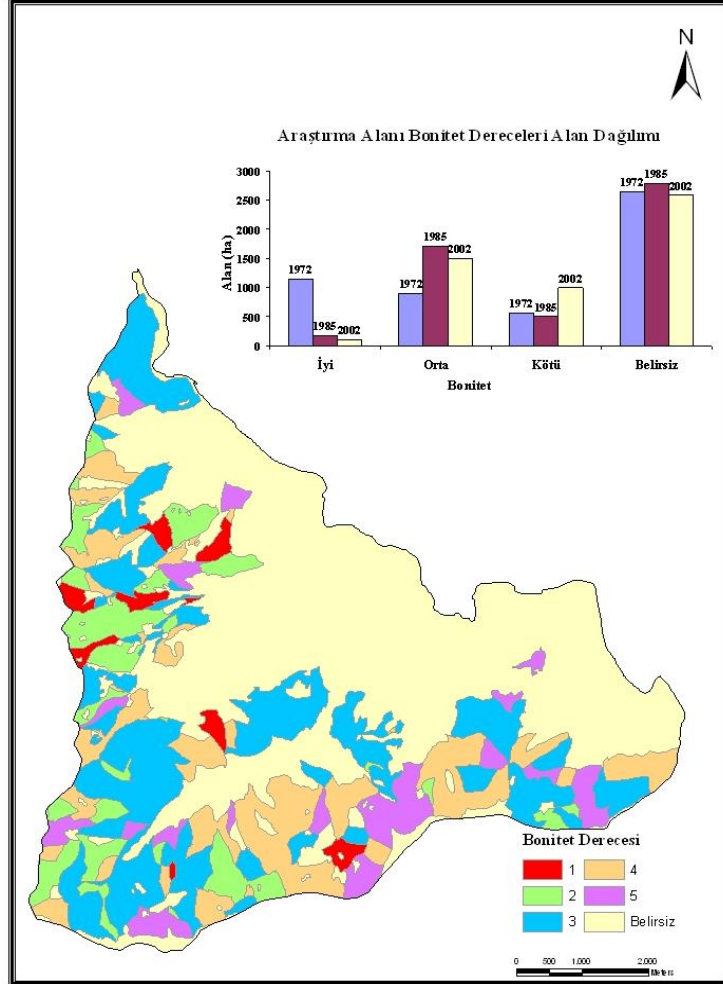 N
Araştırma Alanı Bonitet Dereceleri Alan Dağılımı
Alan (ha)
3000
2500
2000
1500
1000
500
0
1972
1985
2002
1972
1985
2002
1972
1985
2002
1972
1985
2002
İyi Orta Kötü Belirsiz
Bonitet
Bonitet Derecesi
1 4
2 5
3 Belirsiz
0 500 1.000 2.000
Meters